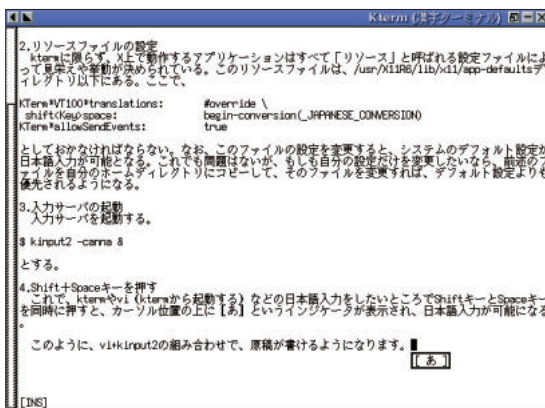 Kterm (漢字ターミナル)
2.リソースファイルの設定
ktermに限らず、X上で動作するアプリケーションはすべて「リソース」と呼ばれる設定ファイルによ
って見栄えや挙動が決められている。このリソースファイルは、/usr/X11R6/lib/x11/app-defaultsデ
ィレクトリ以下にある。ここで、
KTerm*VT100*translations: #override \
shift<Key>space: begin-conversion(_JAPANESE_CONVERSION)
KTerm*allowSendEvents: true
としておかなければならない。なお、このファイルの設定を変更すると、システムのデフォルト設定が
日本語入力が可能となる。これでも問題はないが、もしも自分の設定だけを変更したいなら、前述のフ
ァイルを自分のホームディレクトリにコピーして、そのファイルを変更すれば、デフォルト設定よりも
優先されるようになる。
3.入力サーバの起動
入力サーバを起動する。
$ kinput2 -canna &
とする。
4.Shift+Spaceキーを押す
これで、ktermやvi（ktermから起動する）などの日本語入力をしたいところでShiftキーとSpaceキー
を同時に押すと、カーソル位置の上に［あ］というインジケータが表示され、日本語入力が可能になる
。
このように、vi+kinput2の組み合わせで、原稿が書けるようになります。
[ あ ]
[INS]